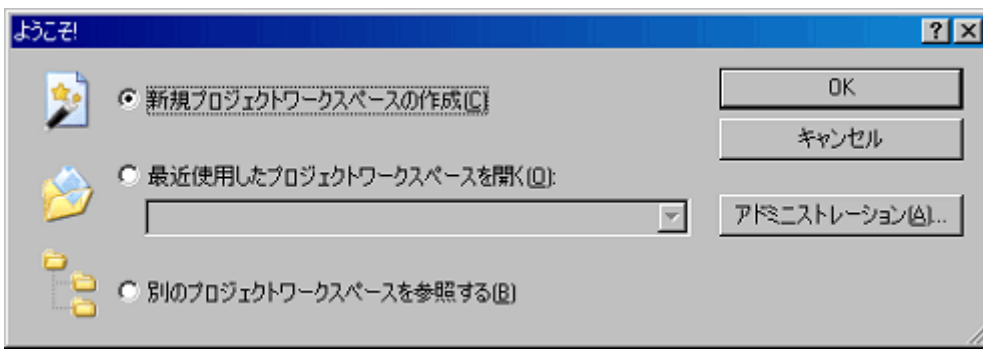 ようこそ!
新規プロジェクトワークスペースの作成(C)
OK
キャンセル
最近使用したプロジェクトワークスペースを開く(O):
アドミニストレーション(A)...
別のプロジェクトワークスペースを参照する(B)